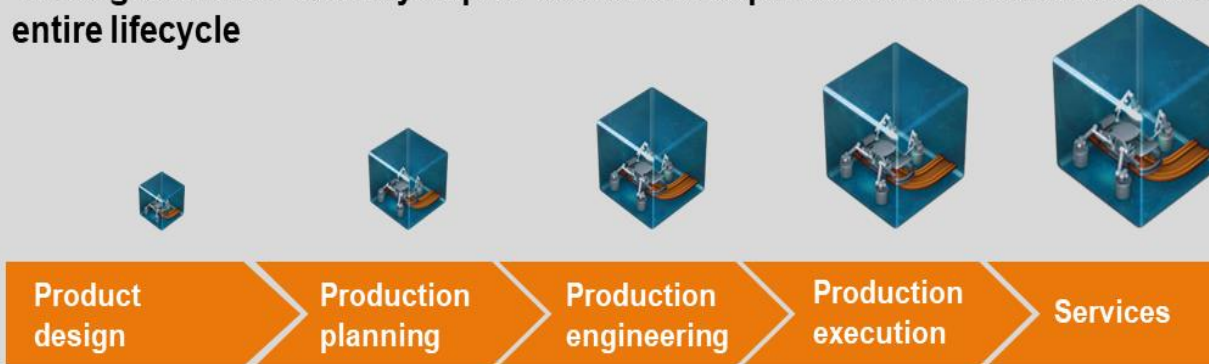 entire lifecycle
Product
design
Production
planning
Production
engineering
Production
execution
Services